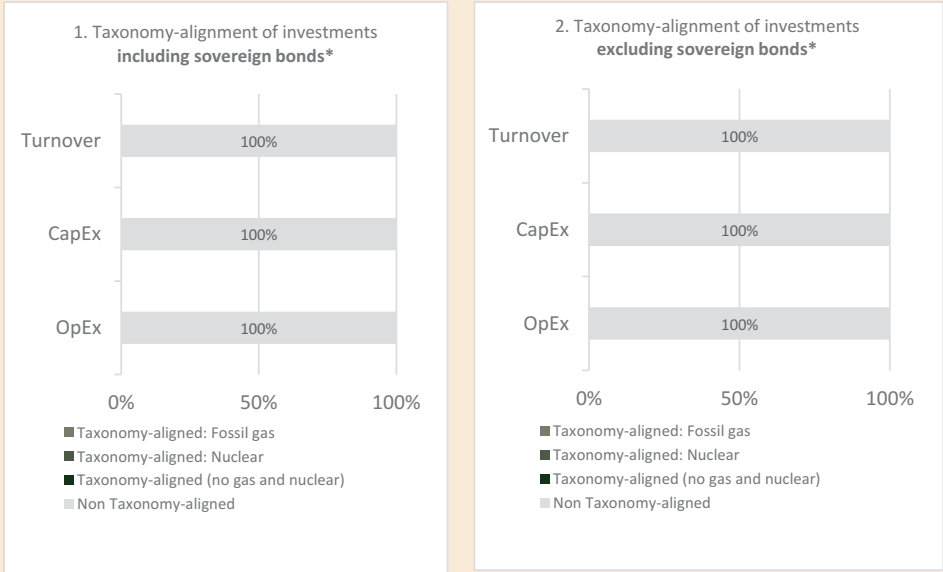 1. Taxonomy-alignment of investments
including sovereign bonds*
Turnover
100%
CapEx
100%
OpEx
100%
0%
50%
100%
Taxonomy-aligned: Fossil gas
Taxonomy-aligned: Nuclear
Taxonomy-aligned (no gas and nuclear)
Non Taxonomy-aligned
2. Taxonomy-alignment of investments
excluding sovereign bonds*
Turnover
100%
CapEx
100%
OpEx
100%
0%
50%
100%
Taxonomy-aligned: Fossil gas
Taxonomy-aligned: Nuclear
Taxonomy-aligned (no gas and nuclear)
Non Taxonomy-aligned